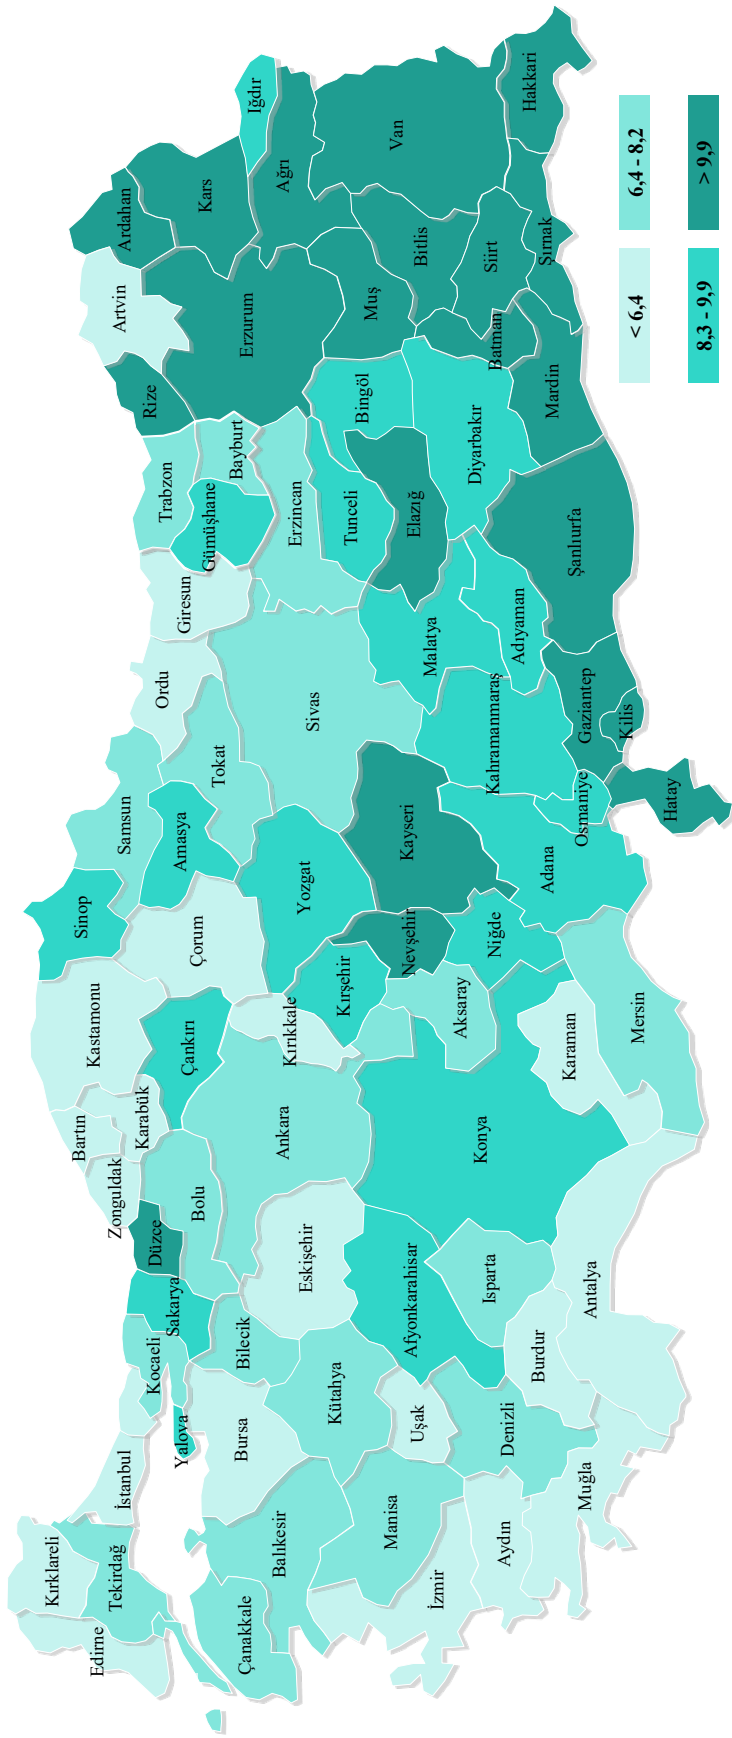 Kırklareli
Edirne
Tekirdağ
İstanbul
Çanakkale
Balıkesir
Yalova
Kocaeli
Sakarya
Düzce
Bursa
Bilecik
Bolu
Zonguldak
Bartın
Karabük
Kastamonu
Sinop
Çankırı
Çorum
Samsun
Amasya
Tokat
Ordu
Giresun
Trabzon
Gümüşhane
Bayburt
Rize
Artvin
Ardahan
Kars
Iğdır
Ağrı
Erzurum
Erzincan
Sivas
Yozgat
Kırıkkale
Ankara
Eskişehir
Kütahya
Manisa
İzmir
Uşak
Afyonkarahisar
Kırşehir
Nevşehir
Kayseri
Malatya
Tunceli
Elazığ
Bingöl
Muş
Bitlis
Van
Hakkari
Şırnak
Siirt
Batman
Mardin
Diyarbakır
Şanlıurfa
Adıyaman
Kahramanmaraş
Gaziantep
Kilis
Osmaniye
Hatay
Adana
Niğde
Aksaray
Konya
Karaman
Mersin
Isparta
Antalya
Burdur
Denizli
Aydın
Muğla
< 6,4
6,4 - 8,2
8,3 - 9,9
> 9,9